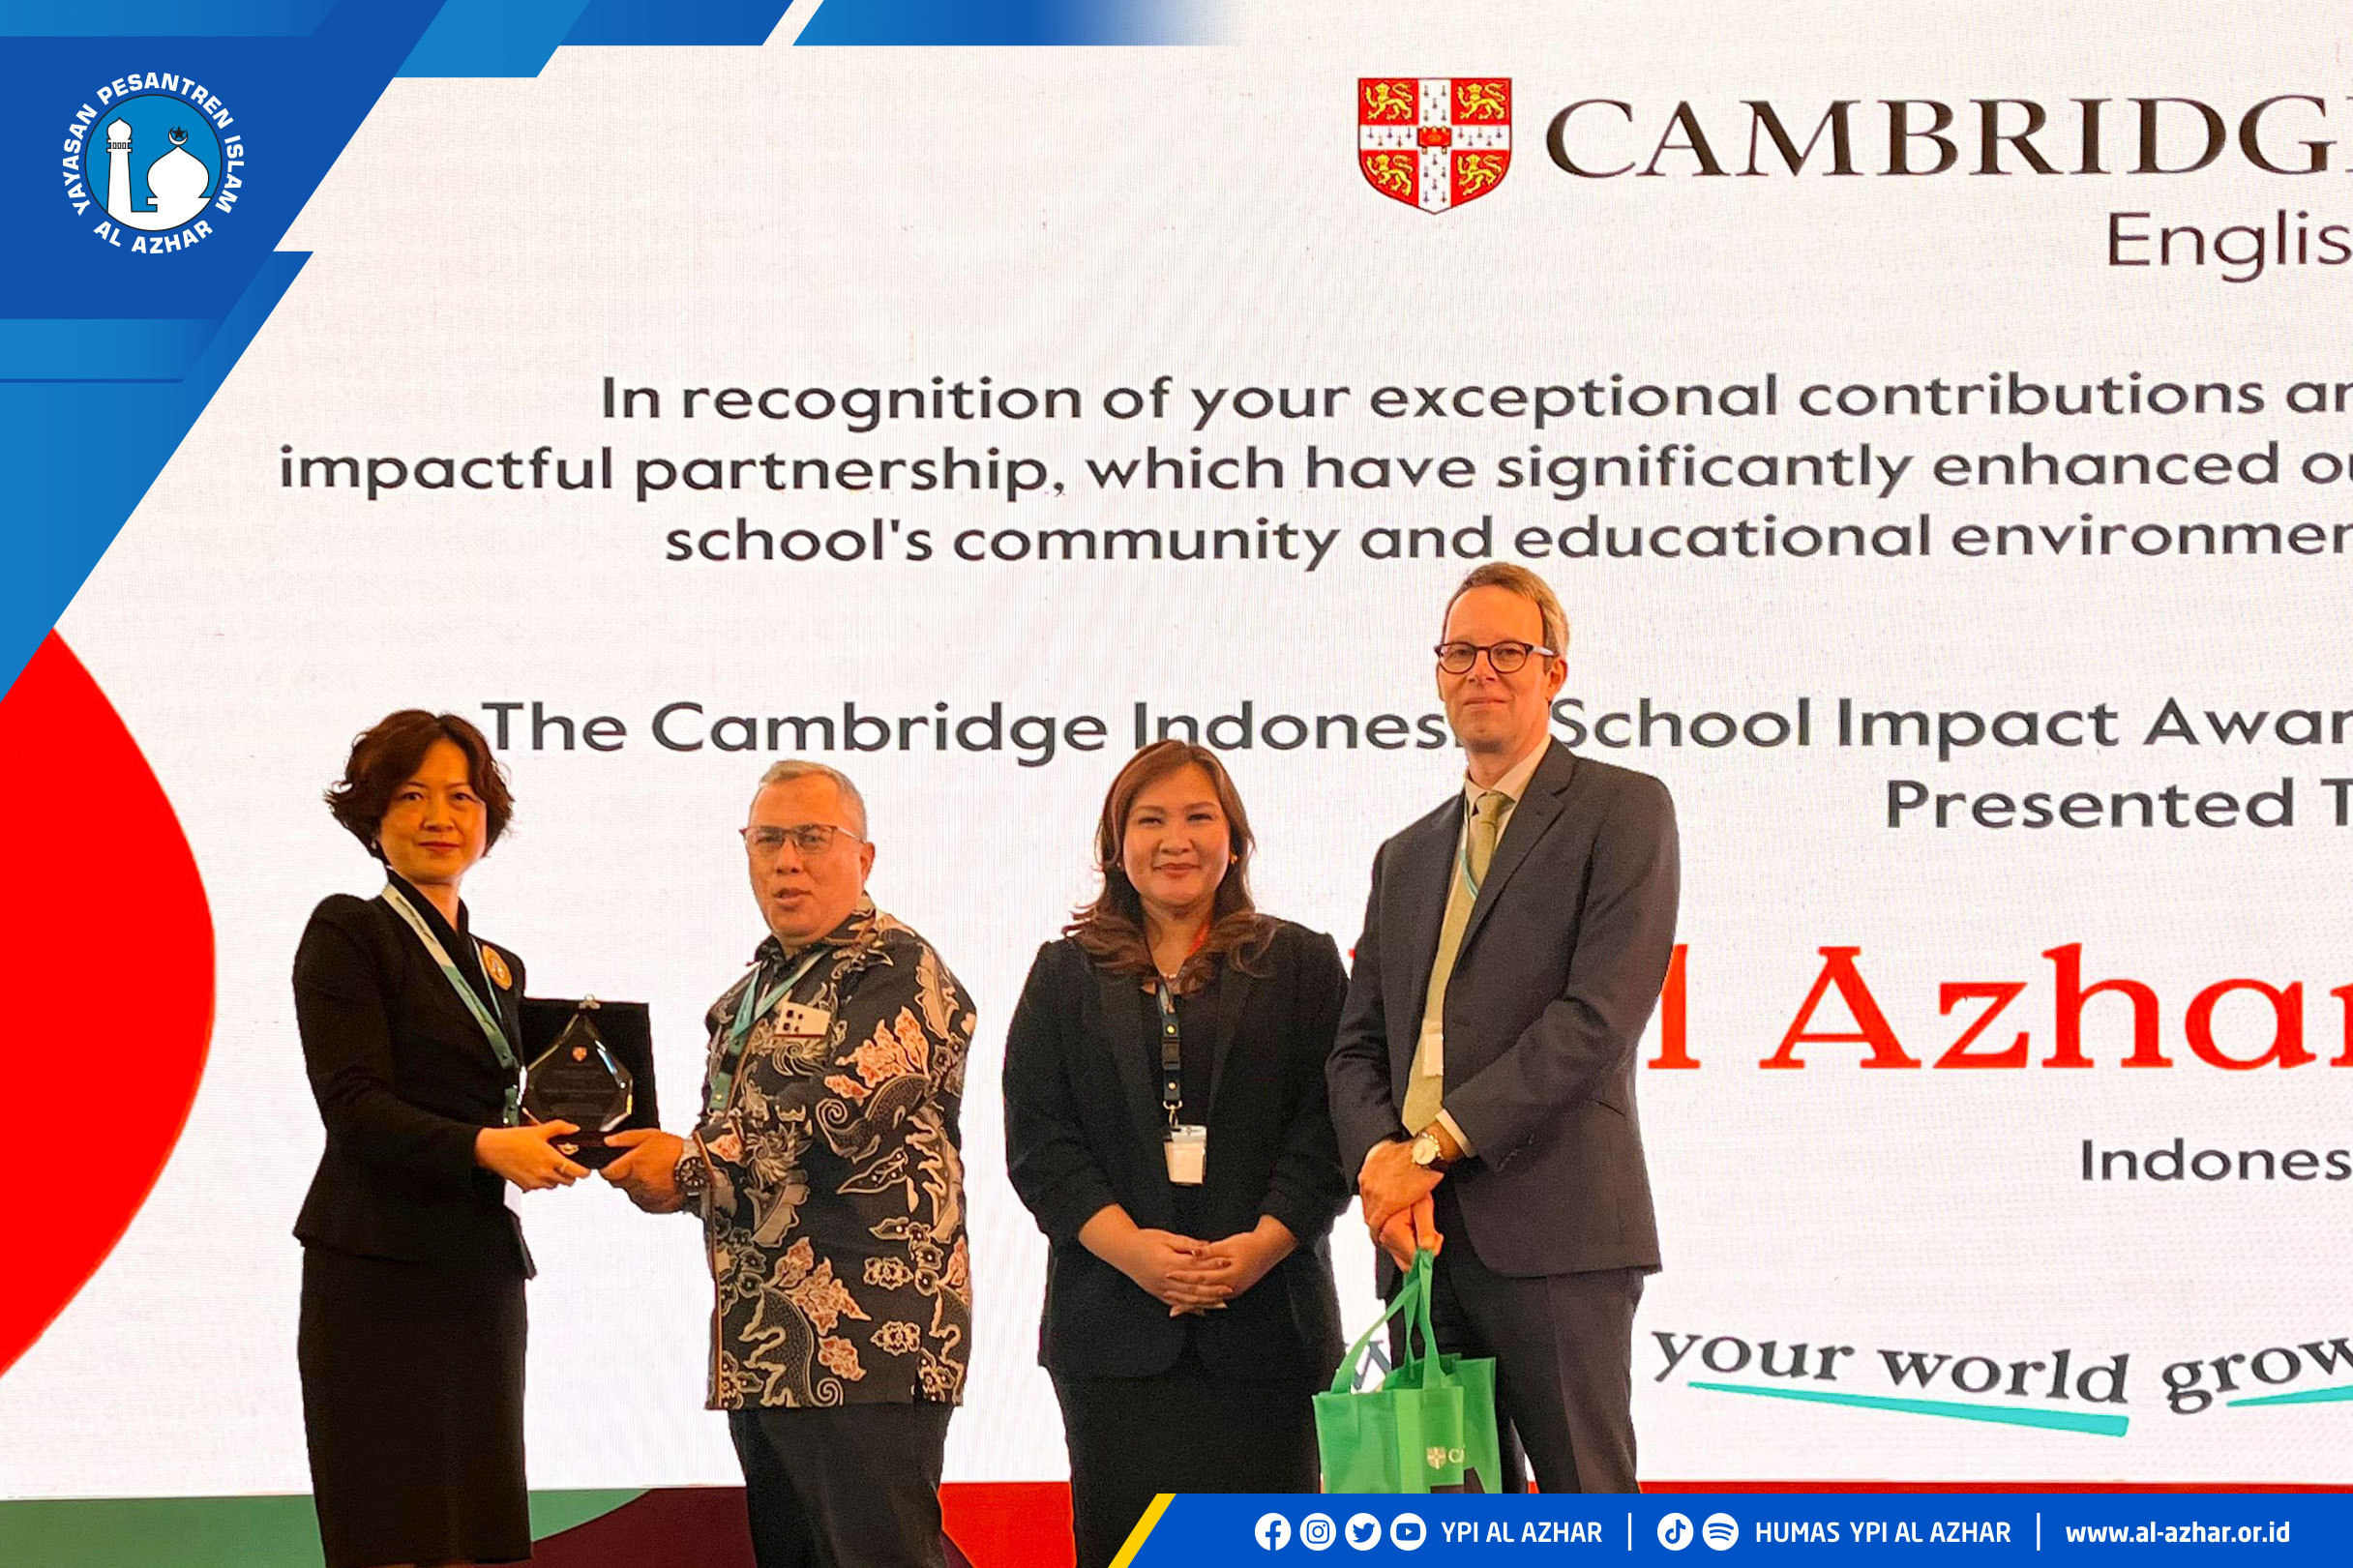 YAYASAN PESANTREN ISLAM
AL AZHAR
CAMBRIDG
Englis
In recognition of your exceptional contributions an
impactful partnership, which have significantly enhanced ou
school's community and educational environmen
The Cambridge Indones School Impact Awar
Presented T
l Azhar
Indones
your world grow
YPI AL AZHAR | HUMAS YPI AL AZHAR | www.al-azhar.or.id